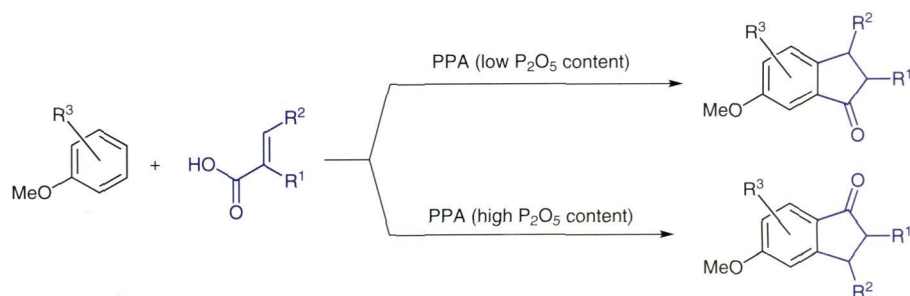 R³
MeO
+
HO
O
R²
R¹
PPA (low P₂O₅ content)
PPA (high P₂O₅ content)
R³
R²
R¹
MeO
O
R³
O
R¹
MeO
R²